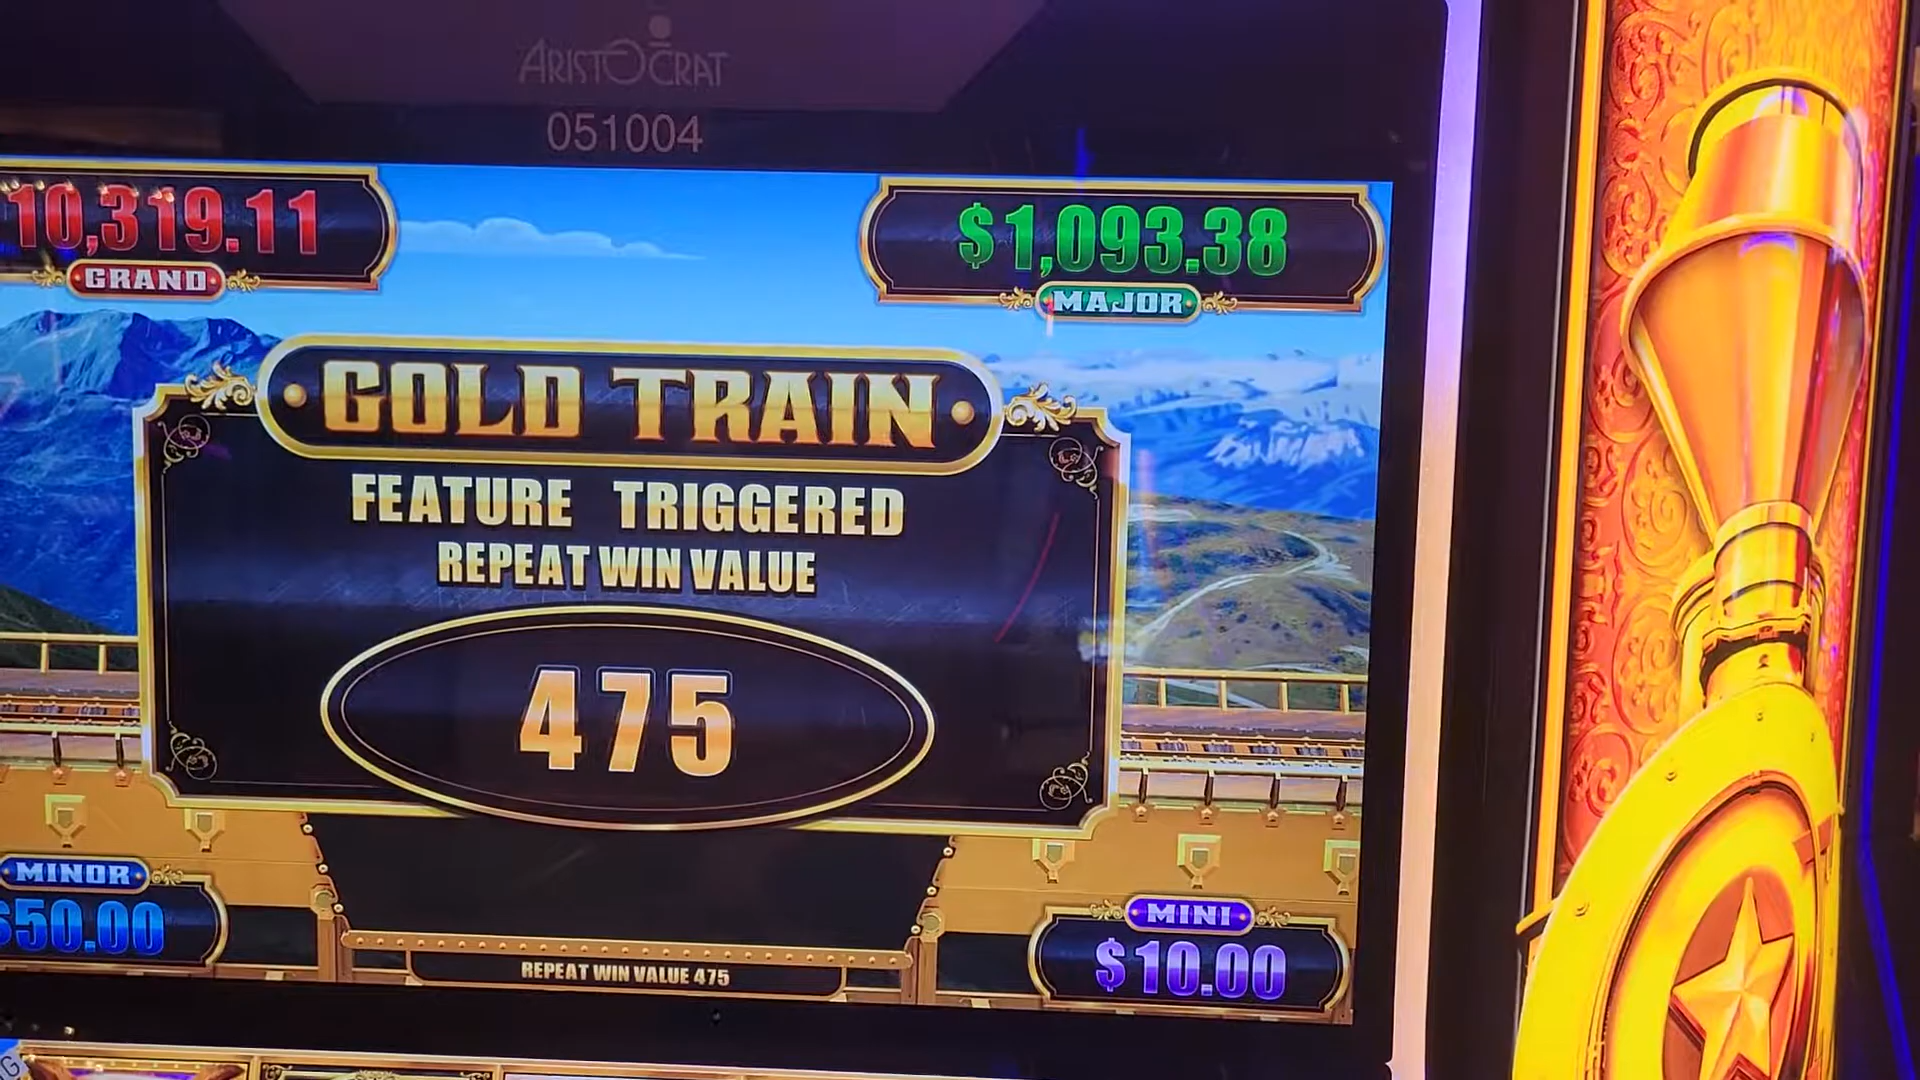 ARISTOCRAT
051004
10,319.11
GRAND
$1,093.38
MAJOR
GOLD TRAIN
FEATURE TRIGGERED
REPEAT WIN VALUE
475
MINOR
$50.00
MINI
$10.00
REPEAT WIN VALUE 475